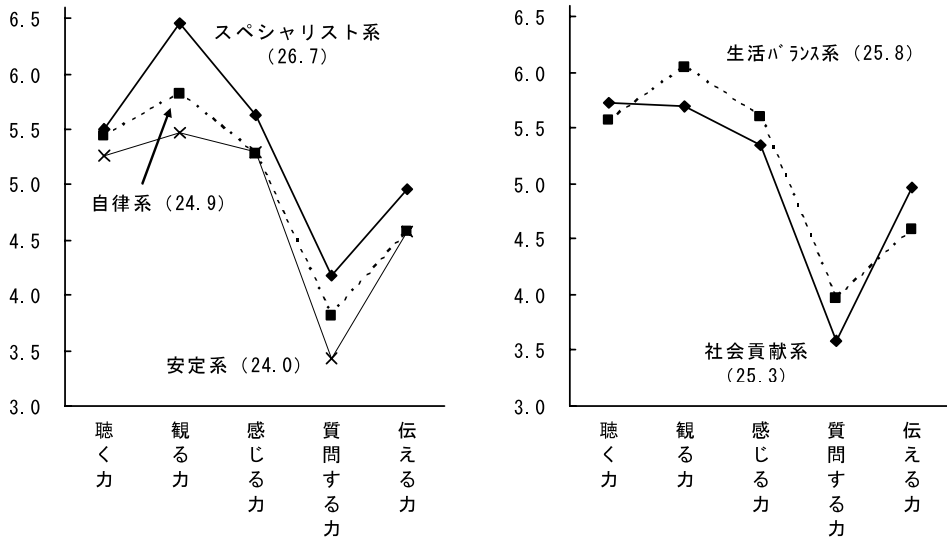 6.5
6.0
5.5
5.0
4.5
4.0
3.5
3.0
スペシャリスト系
(26.7)
自律系 (24.9)
安定系 (24.0)
聴く力
観る力
感じる力
質問する力
伝える力
6.5
6.0
5.5
5.0
4.5
4.0
3.5
3.0
生活ﾊﾞﾗﾝｽ系 (25.8)
社会貢献系
(25.3)
聴く力
観る力
感じる力
質問する力
伝える力